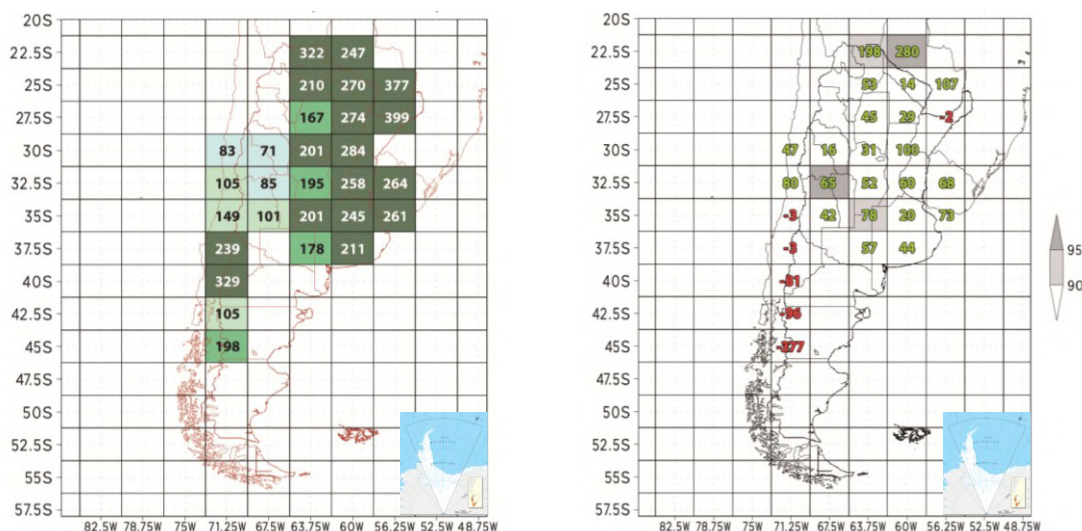 20S
22.5S 322 247
25S 210 270 377
27.5S 167 274 399
30S 83 71 201 284
32.5S 105 85 195 258 264
35S 149 101 201 245 261
37.5S 239 178 211
40S 329
42.5S 105
45S 198
47.5S
50S
52.5S
55S
57.5S
82.5W 78.75W 75W 71.25W 67.5W 63.75W 60W 56.25W 52.5W 48.75W
20S
22.5S 198 280
25S 53 14 107
27.5S 45 29 -2
30S 47 16 31 108
32.5S 80 65 52 60 68
35S -3 42 78 20 73
37.5S -3 57 44
40S -81
42.5S -96
45S -277
47.5S
50S
52.5S
55S
57.5S
82.5W 78.75W 75W 71.25W 67.5W 63.75W 60W 56.25W 52.5W 48.75W
95
90